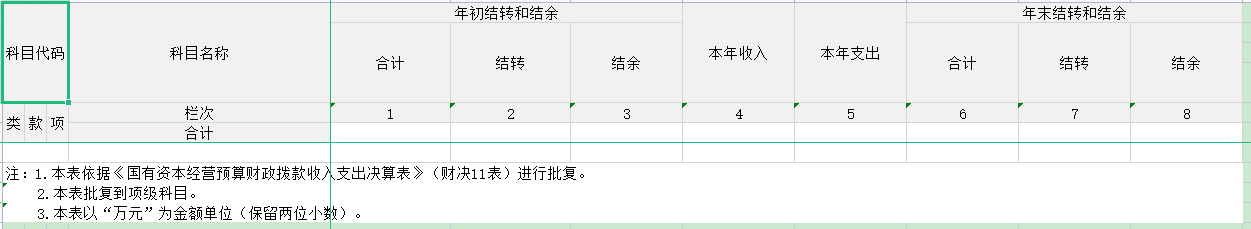 科目代码 科目名称 年初结转和结余 本年收入 本年支出 年末结转和结余
合计 结转 结余 合计 结转 结余
类 款 项 栏次 1 2 3 4 5 6 7 8
合计
注：1.本表依据《国有资本经营预算财政拨款收入支出决算表》（财决11表）进行批复。
2.本表批复到项级科目。
3.本表以“万元”为金额单位（保留两位小数）。